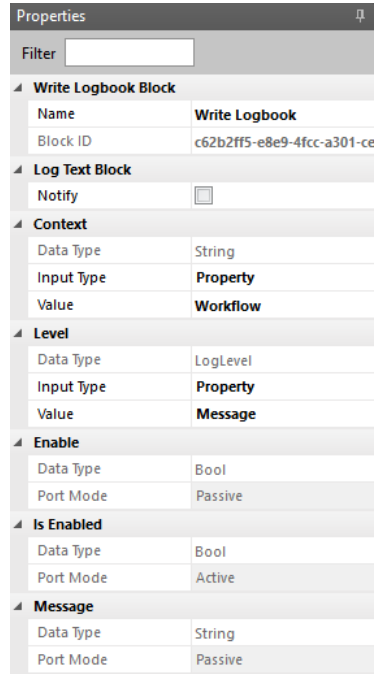 Properties
Filter
Write Logbook Block
Name Write Logbook
Block ID c62b2ff5-e8e9-4fcc-a301-ce
Log Text Block
Notify
Context
Data Type String
Input Type Property
Value Workflow
Level
Data Type LogLevel
Input Type Property
Value Message
Enable
Data Type Bool
Port Mode Passive
Is Enabled
Data Type Bool
Port Mode Active
Message
Data Type String
Port Mode Passive